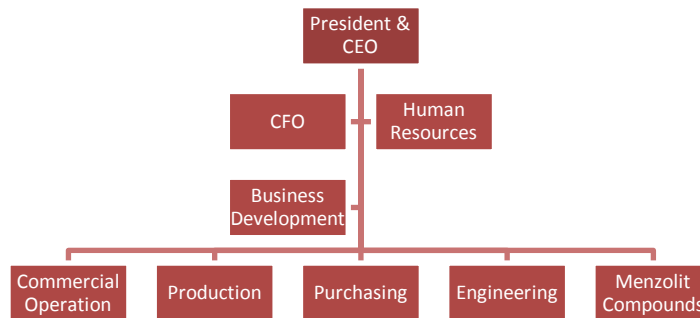 President &
CEO
CFO
Human
Resources
Business
Development
Commercial
Operation
Production
Purchasing
Engineering
Menzolit
Compounds